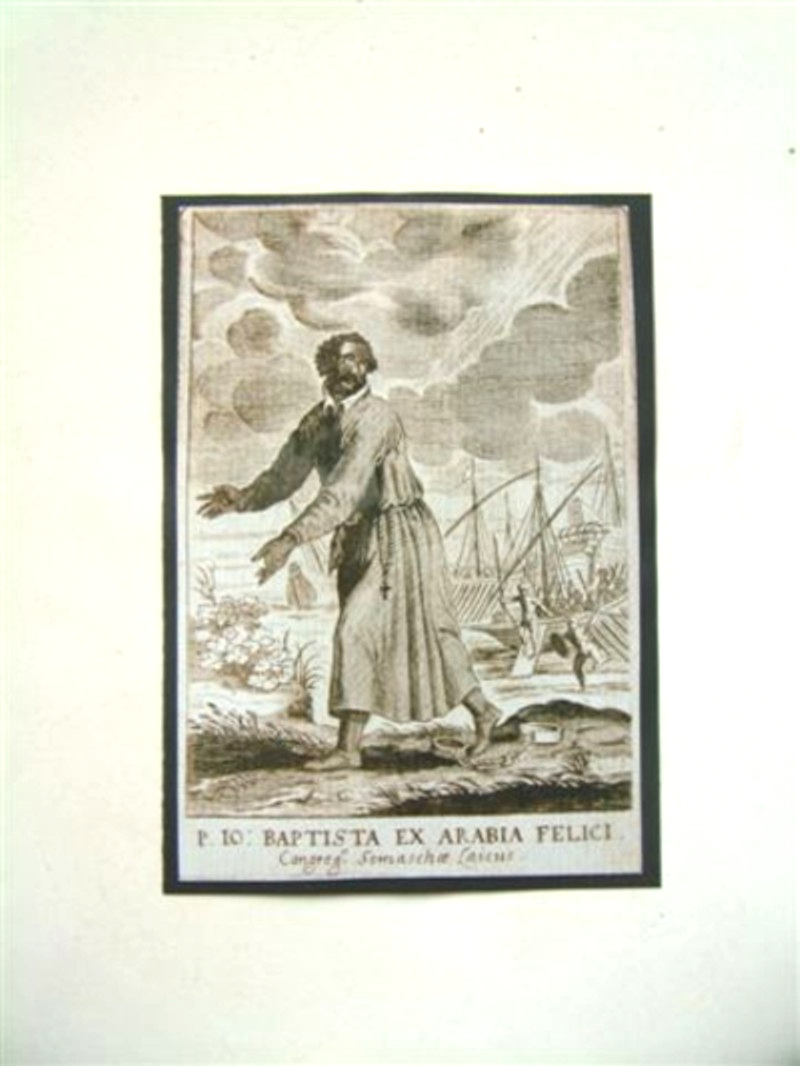 P. IO: BAPTISTA EX ARABIA FELICI.
Congreg. Somaschæ Laicus